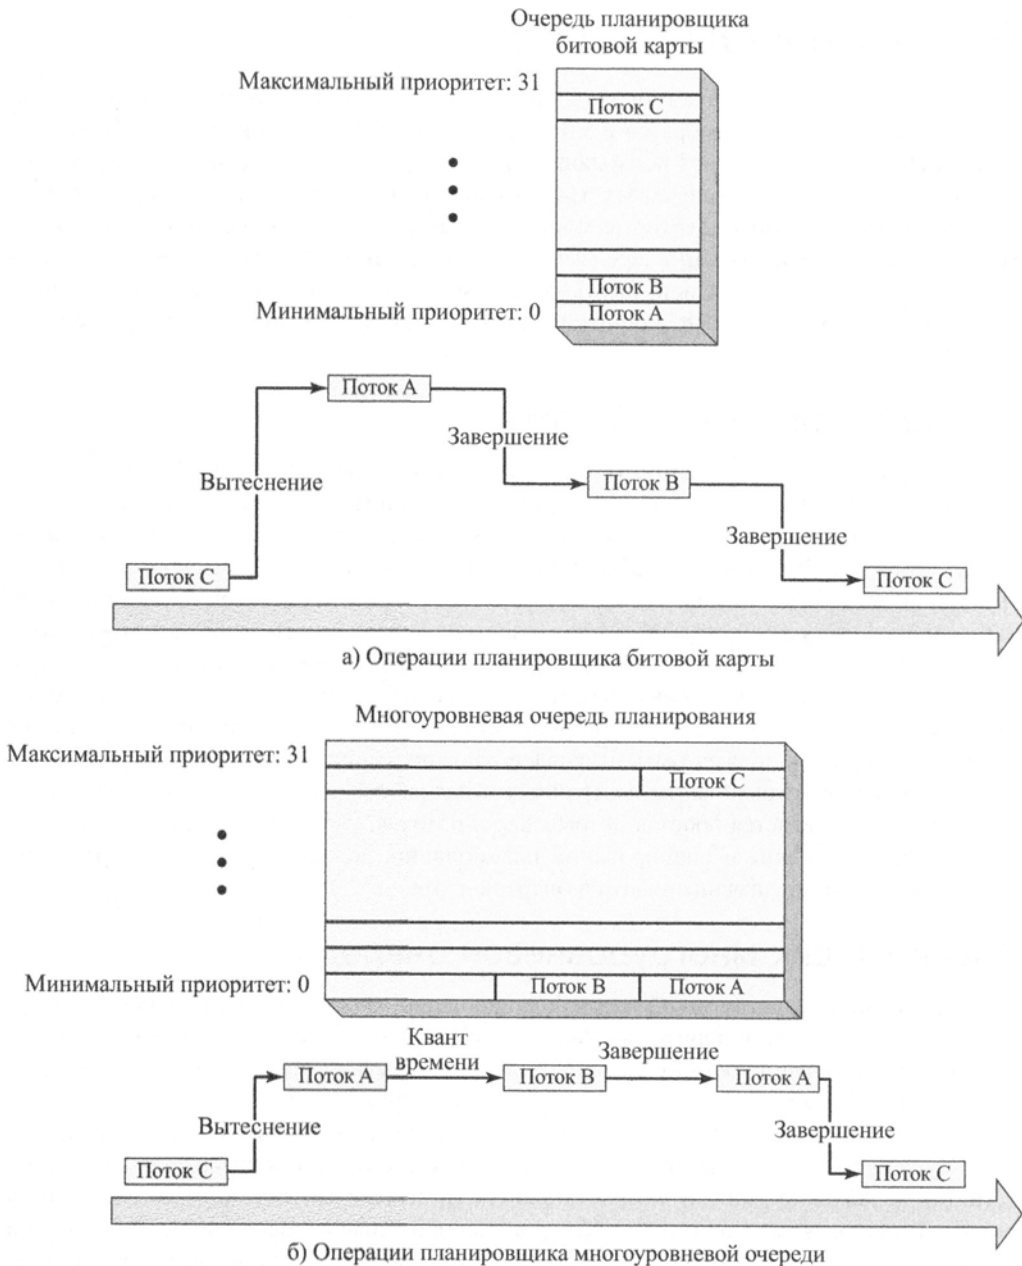 Очередь планировщика
битовой карты
Максимальный приоритет: 31
Поток C
Поток B
Минимальный приоритет: 0
Поток A
Поток A
Завершение
Вытеснение
Поток B
Завершение
Поток C
Поток C
а) Операции планировщика битовой карты
Многоуровневая очередь планирования
Максимальный приоритет: 31
Поток C
Минимальный приоритет: 0
Поток B
Поток A
Квант
времени
Завершение
Поток A
Поток B
Поток A
Вытеснение
Завершение
Поток C
Поток C
б) Операции планировщика многоуровневой очереди